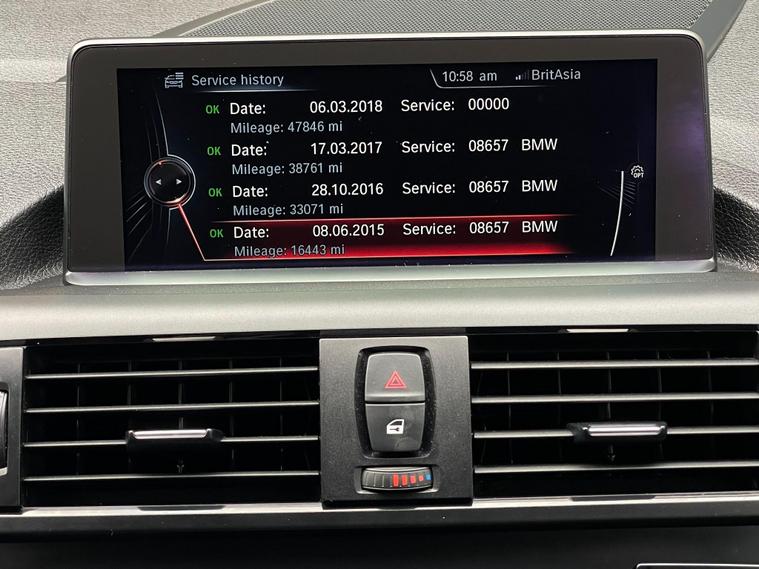 Service history 10:58 am BritAsia
OK Date: 06.03.2018 Service: 00000
Mileage: 47846 mi
OK Date: 17.03.2017 Service: 08657 BMW
Mileage: 38761 mi
OK Date: 28.10.2016 Service: 08657 BMW
Mileage: 33071 mi
OPT
OK Date: 08.06.2015 Service: 08657 BMW
Mileage: 16443 mi